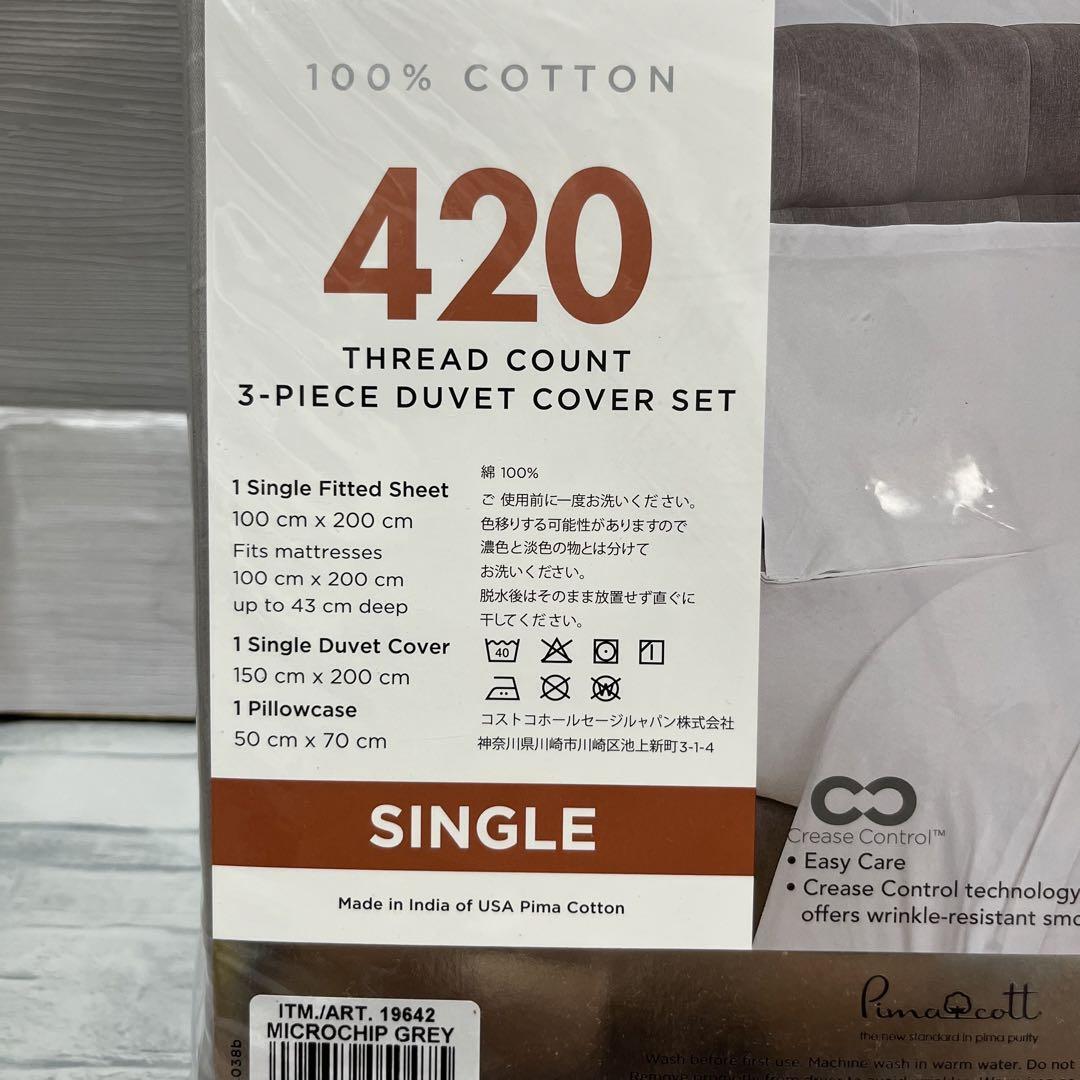 100% COTTON
420
THREAD COUNT
3-PIECE DUVET COVER SET
1 Single Fitted Sheet
100 cm x 200 cm
Fits mattresses
100 cm x 200 cm
up to 43 cm deep
1 Single Duvet Cover
150 cm x 200 cm
1 Pillowcase
50 cm x 70 cm
綿 100%
ご 使用前に一度お洗いください。
色移りする可能性がありますので
濃色と淡色の物とは分けて
お洗いください。
脱水後はそのまま放置せず直ぐに
干してください。
40
W
コストコホールセージルジャパン株式会社
神奈川県川崎市川崎区池上新町3-1-4
SINGLE
Made in India of USA Pima Cotton
Crease Control™
• Easy Care
• Crease Control technology
offers wrinkle-resistant smo
Pimacott
the new standard in pima purity
Wash before first use. Machine wash in warm water. Do not
ITM./ART. 19642
MICROCHIP GREY
038b